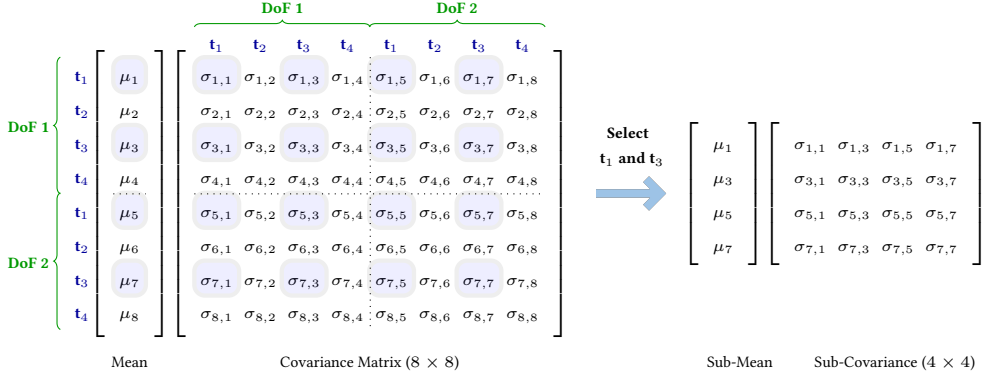 DoF 1 DoF 2
t₁ t₂ t₃ t₄ t₁ t₂ t₃ t₄
t₁ μ₁ σ₁,₁ σ₁,₂ σ₁,₃ σ₁,₄ σ₁,₅ σ₁,₆ σ₁,₇ σ₁,₈
t₂ μ₂ σ₂,₁ σ₂,₂ σ₂,₃ σ₂,₄ σ₂,₅ σ₂,₆ σ₂,₇ σ₂,₈
DoF 1
t₃ μ₃ σ₃,₁ σ₃,₂ σ₃,₃ σ₃,₄ σ₃,₅ σ₃,₆ σ₃,₇ σ₃,₈
t₄ μ₄ σ₄,₁ σ₄,₂ σ₄,₃ σ₄,₄ σ₄,₅ σ₄,₆ σ₄,₇ σ₄,₈
t₁ μ₅ σ₅,₁ σ₅,₂ σ₅,₃ σ₅,₄ σ₅,₅ σ₅,₆ σ₅,₇ σ₅,₈
t₂ μ₆ σ₆,₁ σ₆,₂ σ₆,₃ σ₆,₄ σ₆,₅ σ₆,₆ σ₆,₇ σ₆,₈
DoF 2
t₃ μ₇ σ₇,₁ σ₇,₂ σ₇,₃ σ₇,₄ σ₇,₅ σ₇,₆ σ₇,₇ σ₇,₈
t₄ μ₈ σ₈,₁ σ₈,₂ σ₈,₃ σ₈,₄ σ₈,₅ σ₈,₆ σ₈,₇ σ₈,₈
Mean Covariance Matrix (8 × 8)
Select
t₁ and t₃
μ₁ σ₁,₁ σ₁,₃ σ₁,₅ σ₁,₇
μ₃ σ₃,₁ σ₃,₃ σ₃,₅ σ₃,₇
μ₅ σ₅,₁ σ₅,₃ σ₅,₅ σ₅,₇
μ₇ σ₇,₁ σ₇,₃ σ₇,₅ σ₇,₇
Sub-Mean Sub-Covariance (4 × 4)